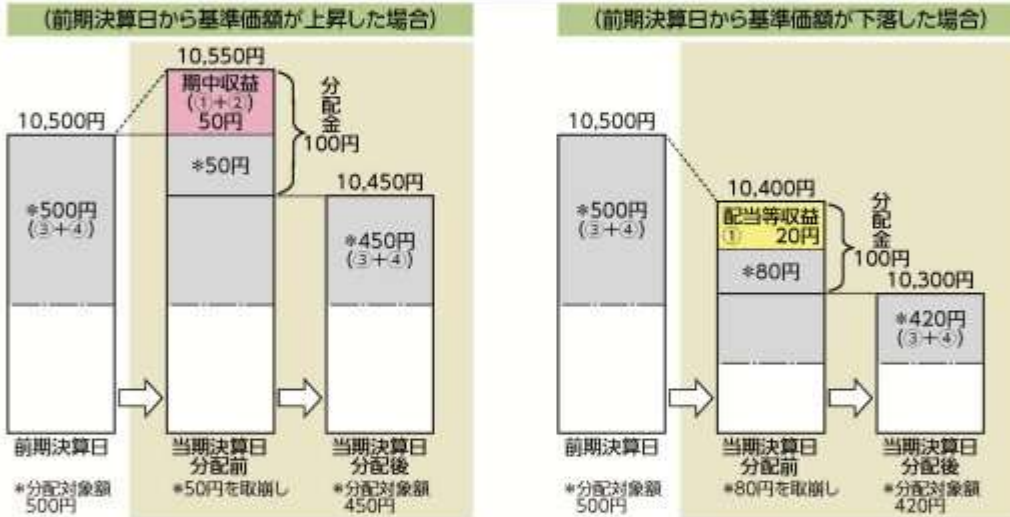 (前期決算日から基準価額が上昇した場合)
10,550円
期中収益
(①+②)
50円
分配金
100円
10,500円
*50円
10,450円
*500円
(③+④)
*450円
(③+④)
前期決算日
当期決算日
分配前
当期決算日
分配後
*分配対象額
500円
*50円を取崩し
*分配対象額
450円
(前期決算日から基準価額が下落した場合)
10,500円
10,400円
配当等収益
① 20円
分配金
100円
*500円
(③+④)
*80円
10,300円
*420円
(③+④)
前期決算日
当期決算日
分配前
当期決算日
分配後
*分配対象額
500円
*80円を取崩し
*分配対象額
420円